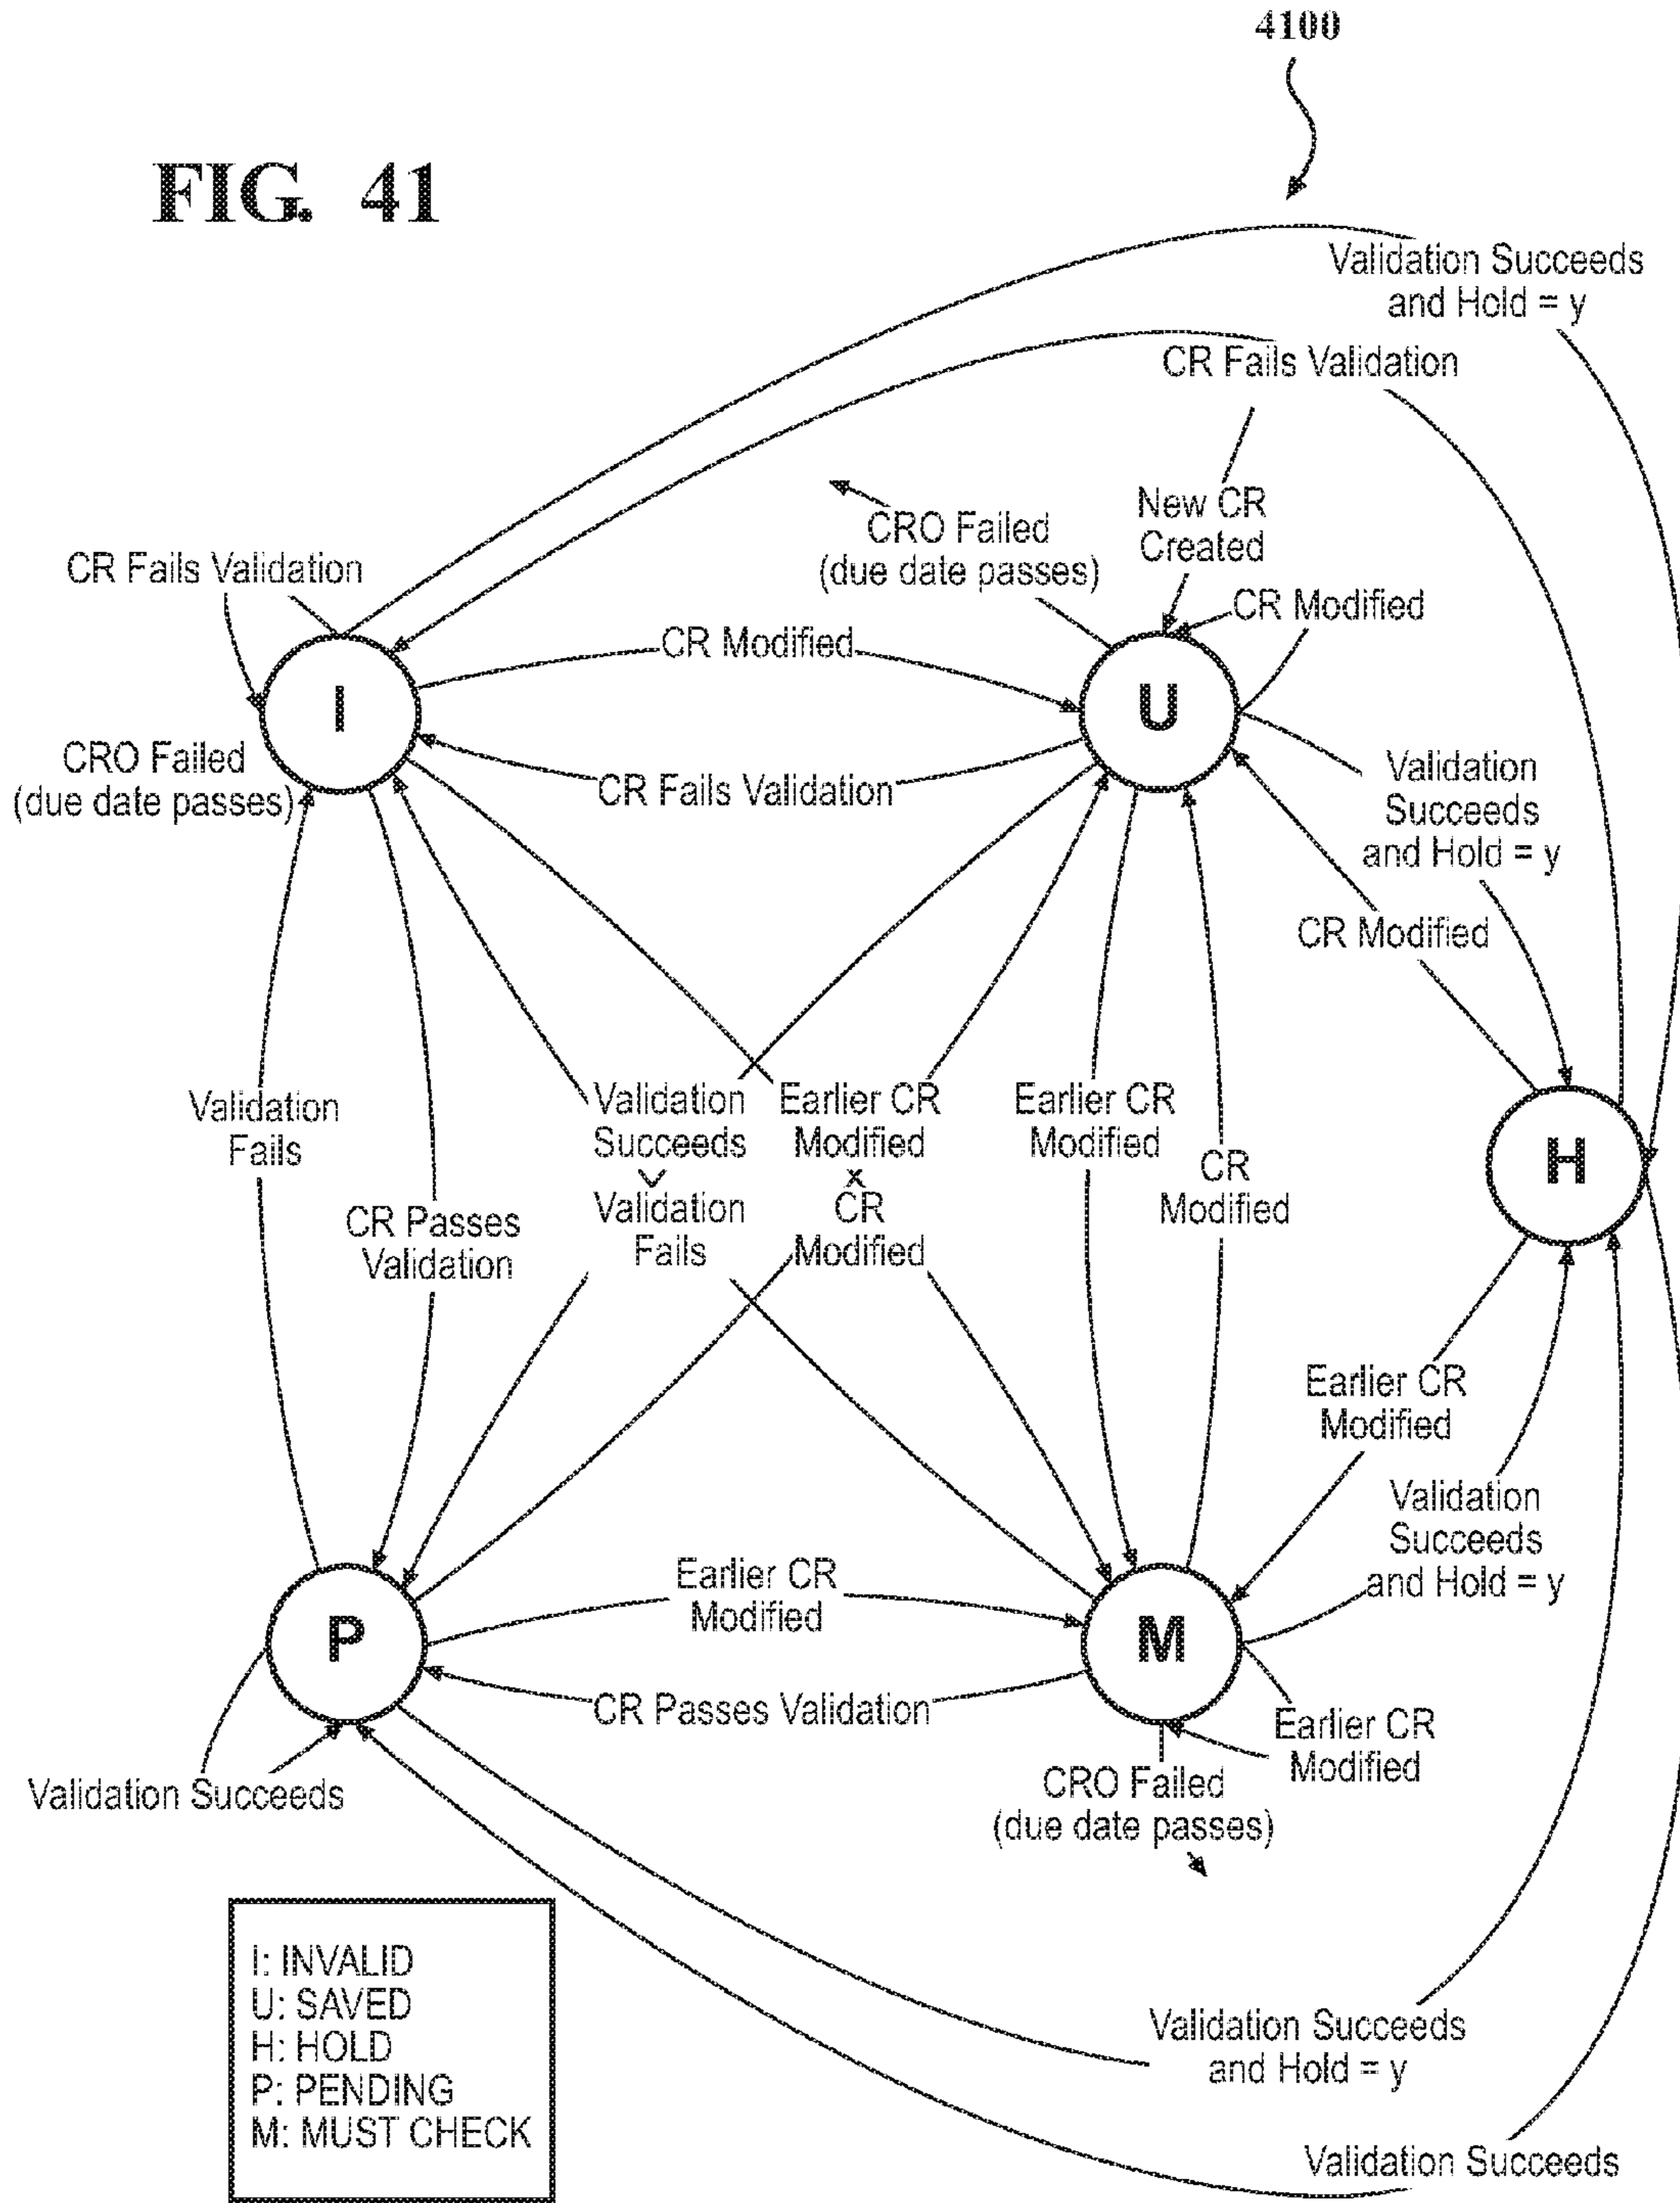 4100
FIG. 41
Validation Succeeds
and Hold = y
CR Fails Validation
New CR
Created
CRO Failed
(due date passes)
CR Fails Validation
CR Modified
CR Modified
I
U
CRO Failed
(due date passes)
CR Fails Validation
Validation
Succeeds
and Hold = y
CR Modified
Validation
Fails
Validation
Succeeds
Earlier CR
Modified
Earlier CR
Modified
CR
Modified
H
CR Passes
Validation
Validation
Fails
CR
Modified
Earlier CR
Modified
Validation
Succeeds
and Hold = y
P
Earlier CR
Modified
M
CR Passes Validation
Earlier CR
Modified
Validation Succeeds
CRO Failed
(due date passes)
I: INVALID
U: SAVED
H: HOLD
P: PENDING
M: MUST CHECK
Validation Succeeds
and Hold = y
Validation Succeeds